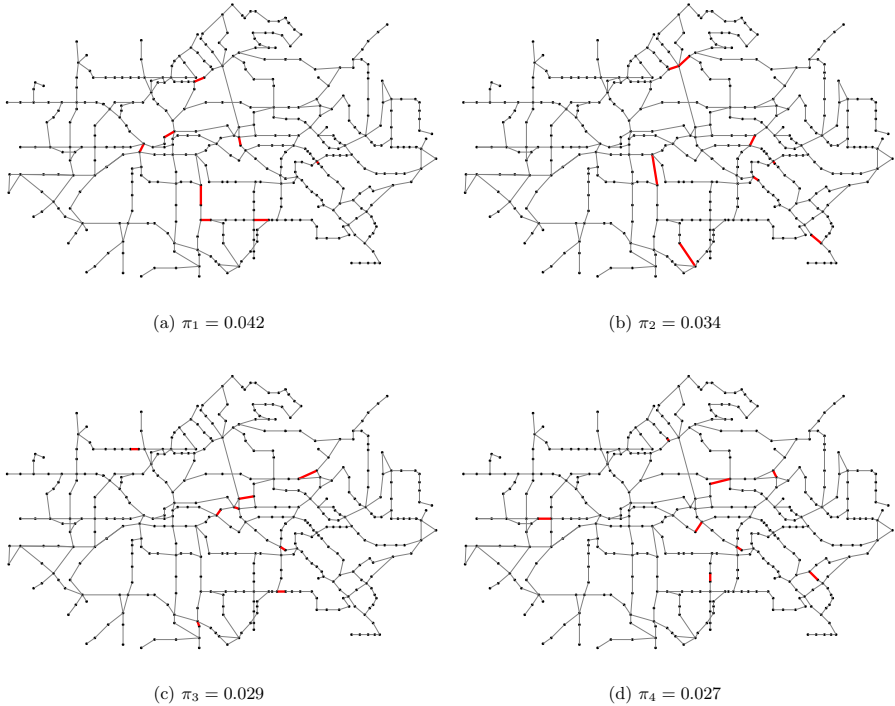 (a) π₁ = 0.042
(b) π₂ = 0.034
(c) π₃ = 0.029
(d) π₄ = 0.027